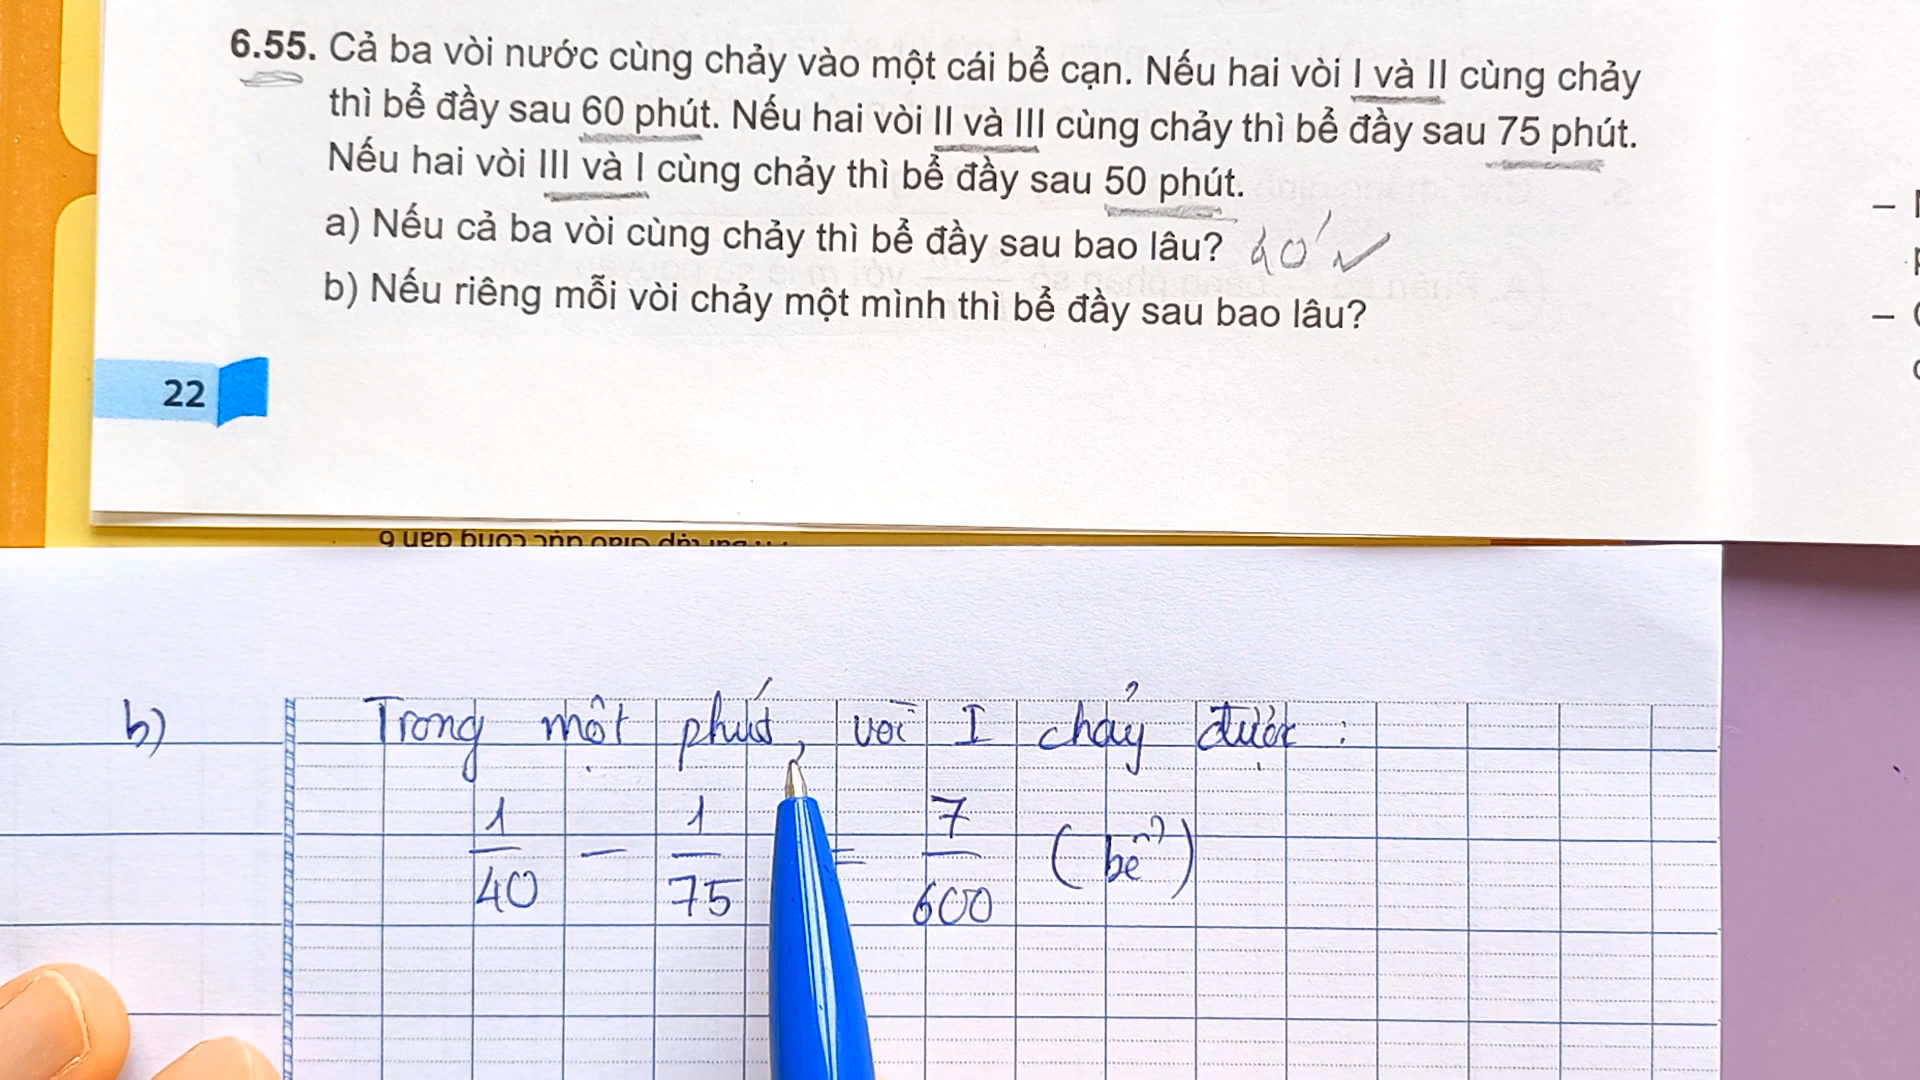 6.55. Cả ba vòi nước cùng chảy vào một cái bể cạn. Nếu hai vòi I và II cùng chảy
thì bể đầy sau 60 phút. Nếu hai vòi II và III cùng chảy thì bể đầy sau 75 phút.
Nếu hai vòi III và I cùng chảy thì bể đầy sau 50 phút.
a) Nếu cả ba vòi cùng chảy thì bể đầy sau bao lâu? 40' ✓
b) Nếu riêng mỗi vòi chảy một mình thì bể đầy sau bao lâu?
22
b) Trong một phút, vòi I chảy được :
1/40 − 1/75 = 7/600 (bể)